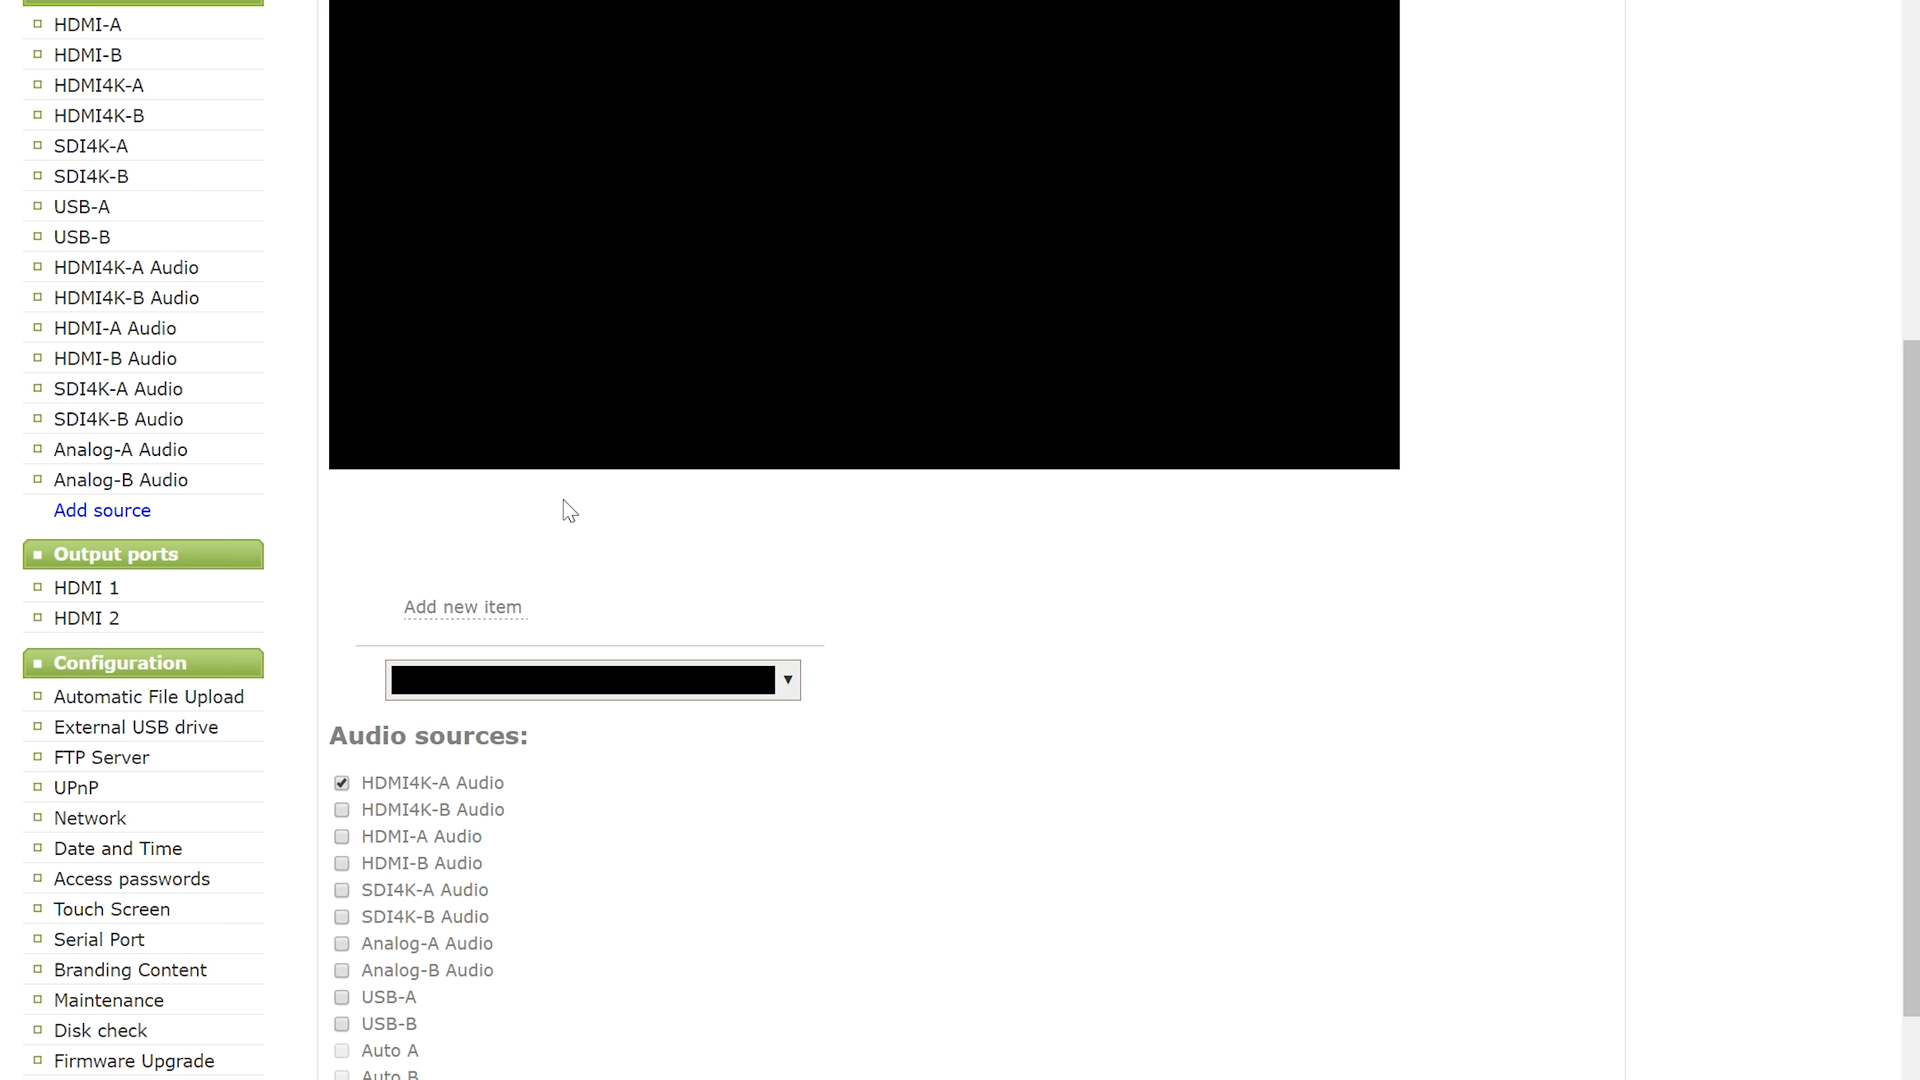 HDMI-A
HDMI-B
HDMI4K-A
HDMI4K-B
SDI4K-A
SDI4K-B
USB-A
USB-B
HDMI4K-A Audio
HDMI4K-B Audio
HDMI-A Audio
HDMI-B Audio
SDI4K-A Audio
SDI4K-B Audio
Analog-A Audio
Analog-B Audio
Add source
Output ports
HDMI 1
HDMI 2
Configuration
Automatic File Upload
External USB drive
FTP Server
UPnP
Network
Date and Time
Access passwords
Touch Screen
Serial Port
Branding Content
Maintenance
Disk check
Firmware Upgrade
Add new item
Audio sources:
HDMI4K-A Audio
HDMI4K-B Audio
HDMI-A Audio
HDMI-B Audio
SDI4K-A Audio
SDI4K-B Audio
Analog-A Audio
Analog-B Audio
USB-A
USB-B
Auto A
Auto B